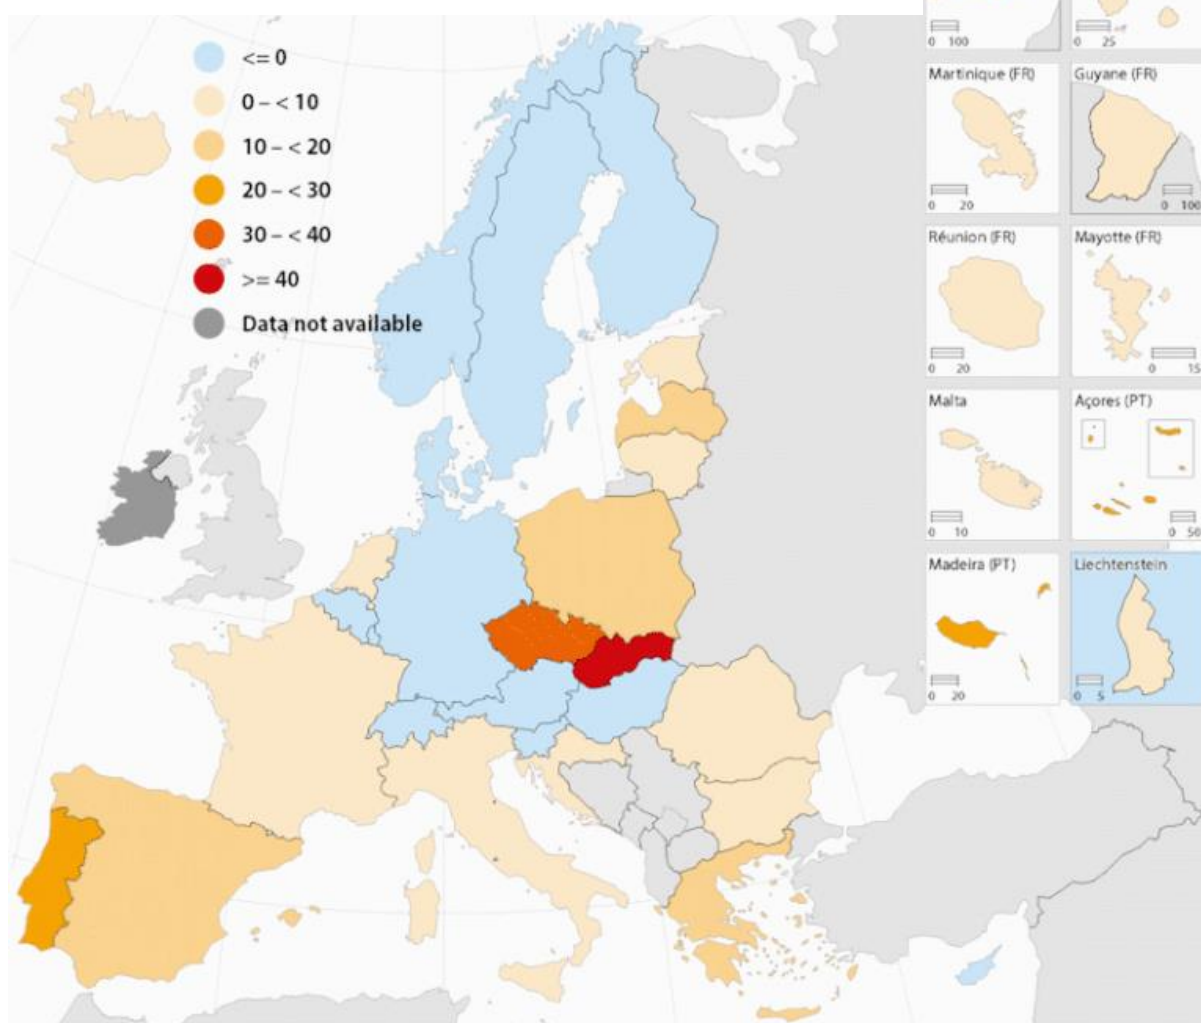 <= 0
0 – < 10
10 – < 20
20 – < 30
30 – < 40
>= 40
Data not available
0 100
0 25
Martinique (FR)
0 20
Guyane (FR)
0 100
Réunion (FR)
0 20
Mayotte (FR)
0 15
Malta
0 10
Açores (PT)
0 50
Madeira (PT)
0 20
Liechtenstein
0 5